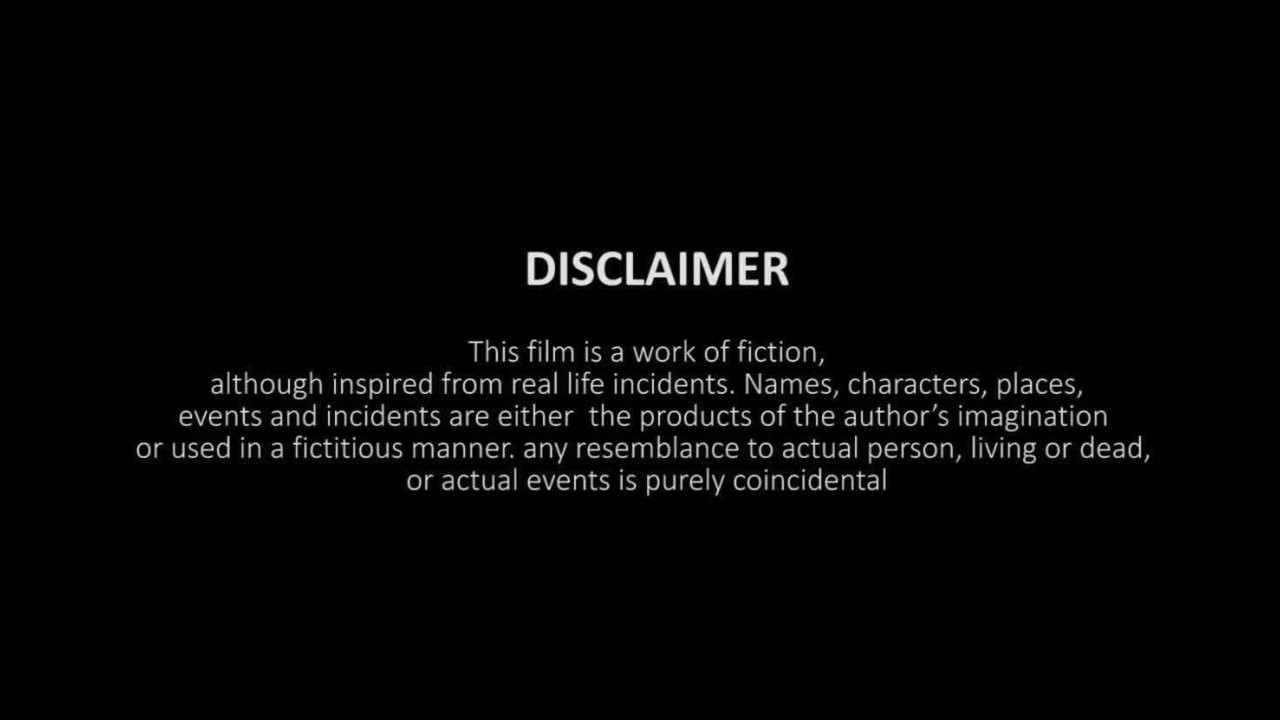 DISCLAIMER
This film is a work of fiction,
although inspired from real life incidents. Names, characters, places,
events and incidents are either  the products of the author’s imagination
or used in a fictitious manner. any resemblance to actual person, living or dead,
or actual events is purely coincidental